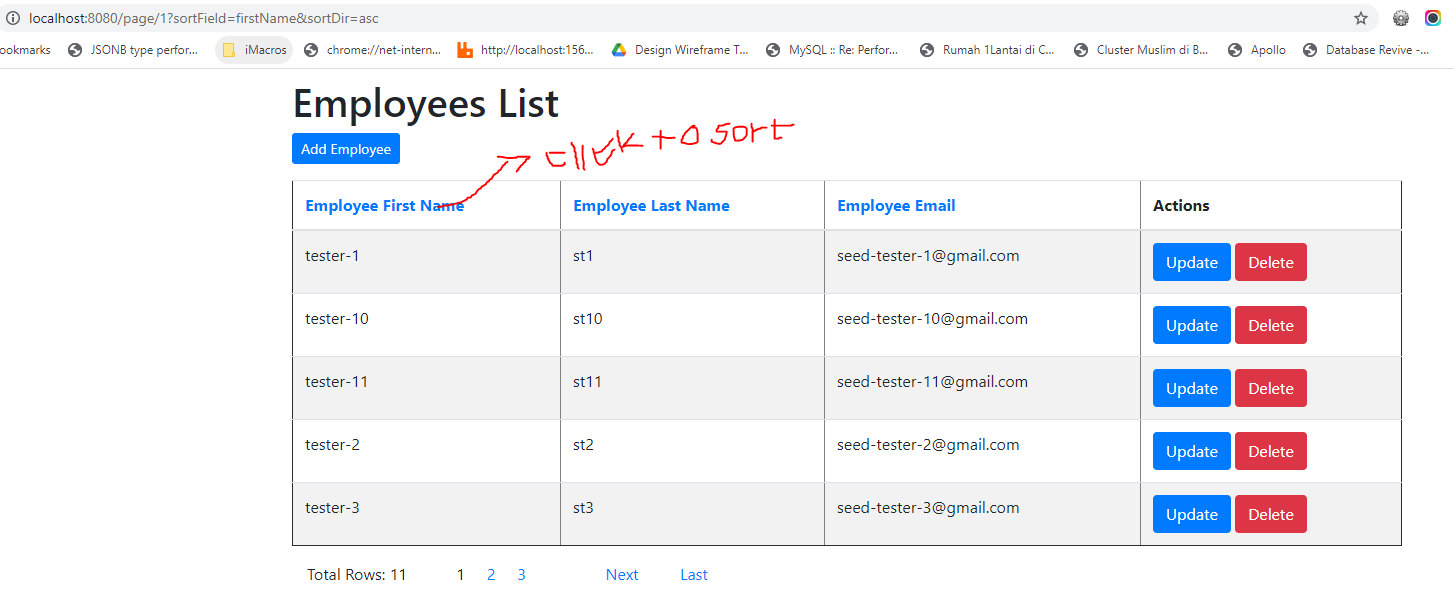 localhost:8080/page/1?sortField=firstName&sortDir=asc
ookmarks JSONB type perfor... iMacros chrome://net-intern... http://localhost:156... Design Wireframe T... MySQL :: Re: Perfor... Rumah 1Lantai di C... Cluster Muslim di B... Apollo Database Revive -...
Employees List
click to sort
Add Employee
Employee First Name Employee Last Name Employee Email Actions
tester-1 st1 seed-tester-1@gmail.com Update Delete
tester-10 st10 seed-tester-10@gmail.com Update Delete
tester-11 st11 seed-tester-11@gmail.com Update Delete
tester-2 st2 seed-tester-2@gmail.com Update Delete
tester-3 st3 seed-tester-3@gmail.com Update Delete
Total Rows: 11 1 2 3 Next Last